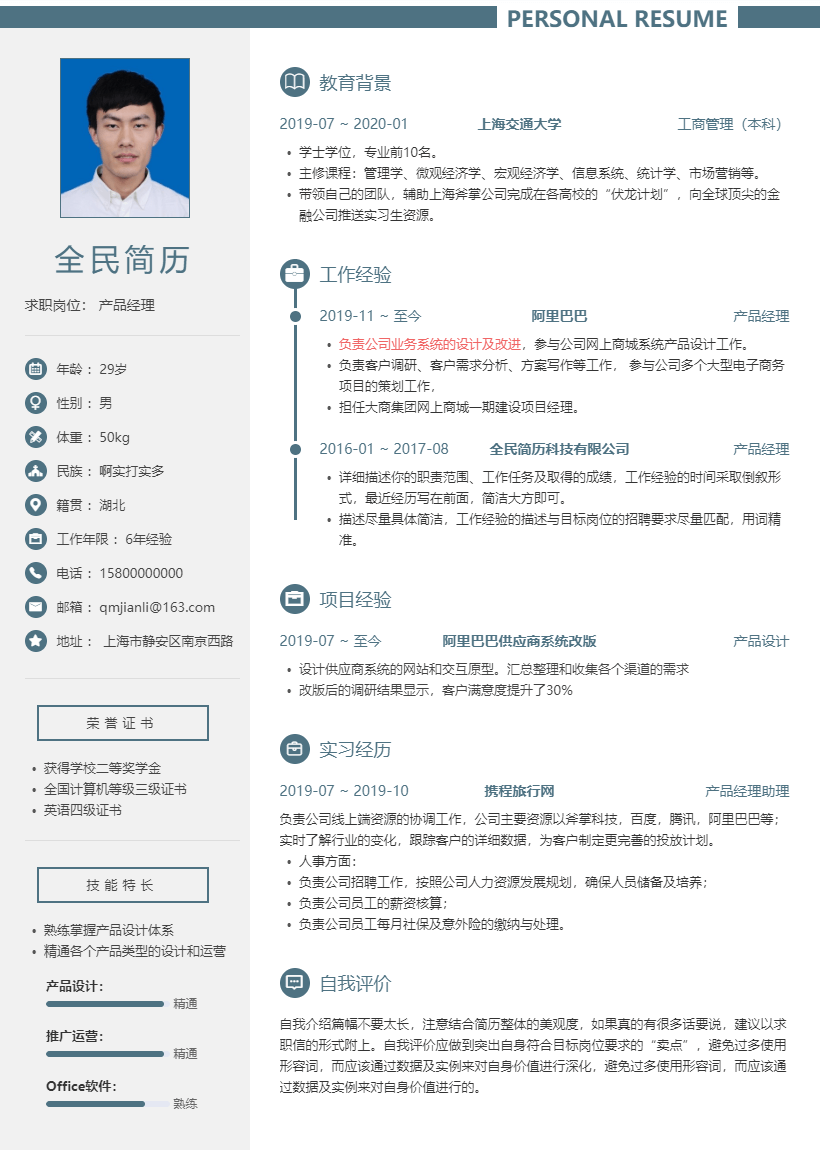 PERSONAL RESUME
全民简历
求职岗位： 产品经理
年龄 ：29岁
性别 ：男
体重 ：50kg
民族 ：啊实打实多
籍贯 ：湖北
工作年限 ：6年经验
电话 ：15800000000
邮箱 ：qmjianli@163.com
地址 ： 上海市静安区南京西路
荣誉证书
• 获得学校二等奖学金
• 全国计算机等级三级证书
• 英语四级证书
技能特长
• 熟练掌握产品设计体系
• 精通各个产品类型的设计和运营
产品设计：
精通
推广运营：
精通
Office软件：
熟练
教育背景
2019-07 ~ 2020-01 上海交通大学 工商管理（本科）
• 学士学位，专业前10名。
• 主修课程：管理学、微观经济学、宏观经济学、信息系统、统计学、市场营销等。
• 带领自己的团队，辅助上海斧掌公司完成在各高校的“伏龙计划”，向全球顶尖的金
融公司推送实习生资源。
工作经验
2019-11 ~ 至今 阿里巴巴 产品经理
• 负责公司业务系统的设计及改进，参与公司网上商城系统产品设计工作。
• 负责客户调研、客户需求分析、方案写作等工作， 参与公司多个大型电子商务
项目的策划工作，
• 担任大商集团网上商城一期建设项目经理。
2016-01 ~ 2017-08 全民简历科技有限公司 产品经理
• 详细描述你的职责范围、工作任务及取得的成绩，工作经验的时间采取倒叙形
式，最近经历写在前面，简洁大方即可。
• 描述尽量具体简洁，工作经验的描述与目标岗位的招聘要求尽量匹配，用词精
准。
项目经验
2019-07 ~ 至今 阿里巴巴供应商系统改版 产品设计
• 设计供应商系统的网站和交互原型。汇总整理和收集各个渠道的需求
• 改版后的调研结果显示，客户满意度提升了30%
实习经历
2019-07 ~ 2019-10 携程旅行网 产品经理助理
负责公司线上端资源的协调工作，公司主要资源以斧掌科技，百度，腾讯，阿里巴巴等；
实时了解行业的变化，跟踪客户的详细数据，为客户制定更完善的投放计划。
• 人事方面：
• 负责公司招聘工作，按照公司人力资源发展规划，确保人员储备及培养；
• 负责公司员工的薪资核算；
• 负责公司员工每月社保及意外险的缴纳与处理。
自我评价
自我介绍篇幅不要太长，注意结合简历整体的美观度，如果真的有很多话要说，建议以求
职信的形式附上。自我评价应做到突出自身符合目标岗位要求的“卖点”，避免过多使用
形容词，而应该通过数据及实例来对自身价值进行深化，避免过多使用形容词，而应该通
过数据及实例来对自身价值进行的。